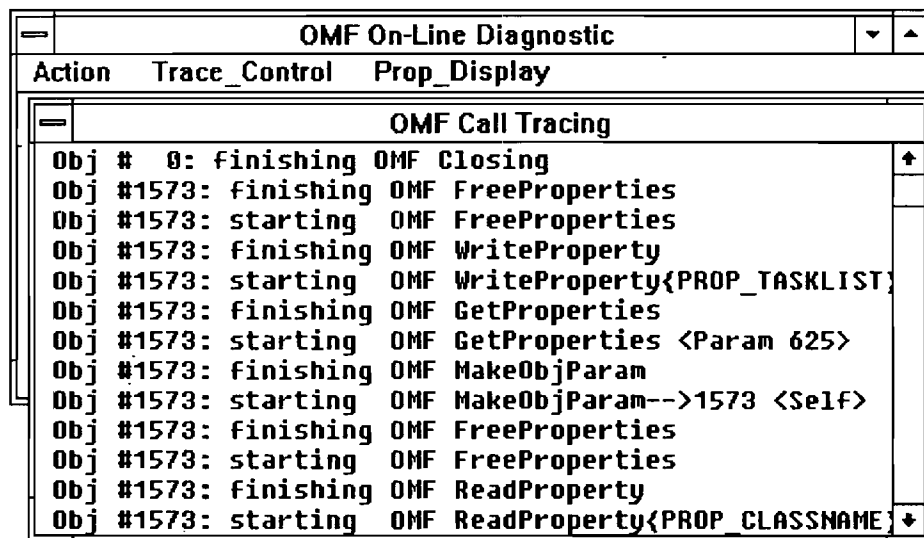 OMF On-Line Diagnostic
Action Trace_Control Prop_Display
OMF Call Tracing
Obj #  0: finishing OMF Closing
Obj #1573: finishing OMF FreeProperties
Obj #1573: starting  OMF FreeProperties
Obj #1573: finishing OMF WriteProperty
Obj #1573: starting  OMF WriteProperty{PROP_TASKLIST}
Obj #1573: finishing OMF GetProperties
Obj #1573: starting  OMF GetProperties <Param 625>
Obj #1573: finishing OMF MakeObjParam
Obj #1573: starting  OMF MakeObjParam-->1573 <Self>
Obj #1573: finishing OMF FreeProperties
Obj #1573: starting  OMF FreeProperties
Obj #1573: finishing OMF ReadProperty
Obj #1573: starting  OMF ReadProperty{PROP_CLASSNAME}